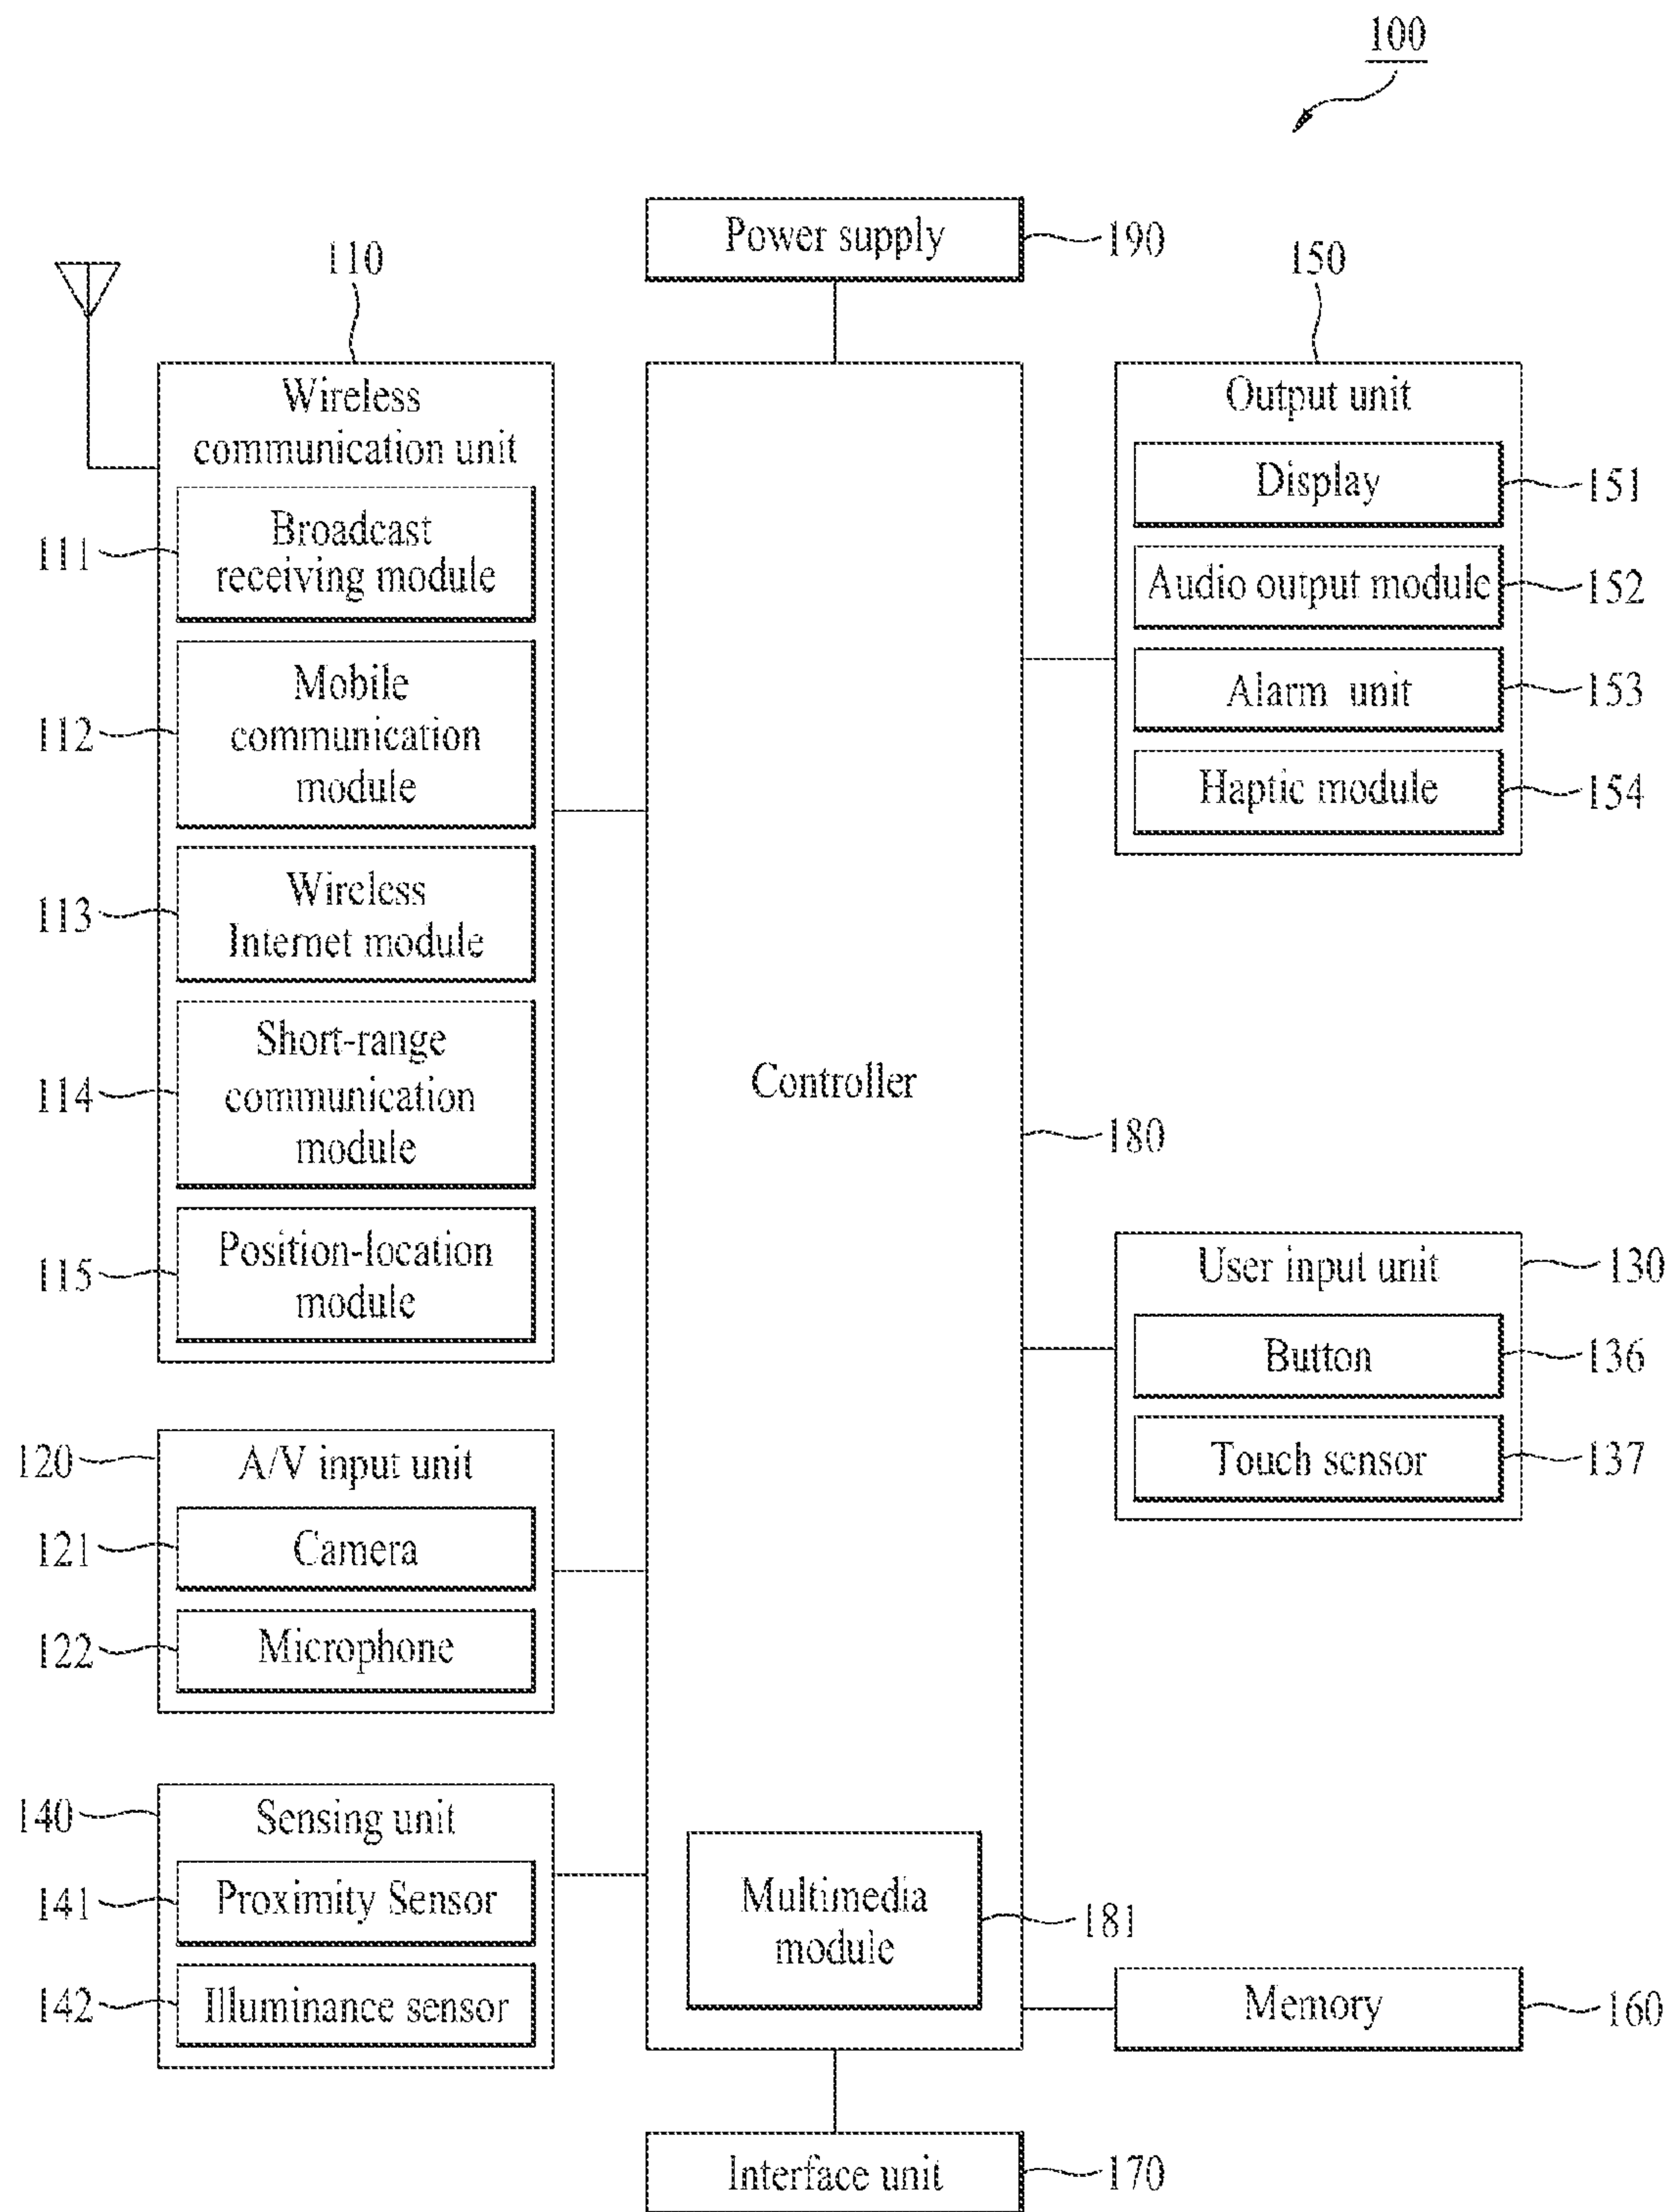 100
Power supply
190
110
150
Wireless
communication unit
Broadcast
receiving module
111
Mobile
communication
module
112
Wireless
Internet module
113
Short-range
communication
module
114
Position-location
module
115
Output unit
Display
151
Audio output module
152
Alarm unit
153
Haptic module
154
Controller
180
User input unit
130
Button
136
Touch sensor
137
120
A/V input unit
121
Camera
122
Microphone
140
Sensing unit
141
Proximity Sensor
142
Illuminance sensor
Multimedia
module
181
Memory
160
Interface unit
170